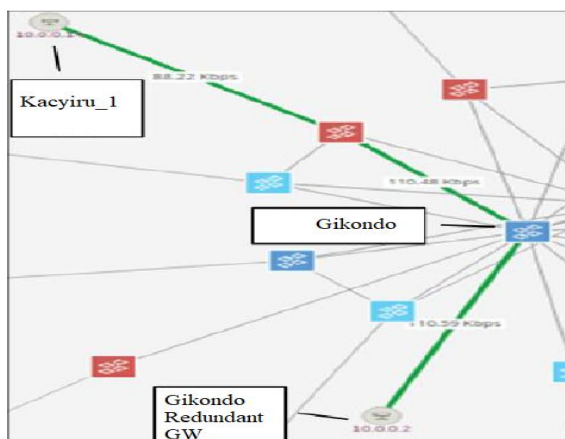 10.0.0.1
88.22 Kbps
Kacyiru_1
110.48 Kbps
Gikondo
110.59 Kbps
Gikondo
Redundant
GW
10.0.0.2